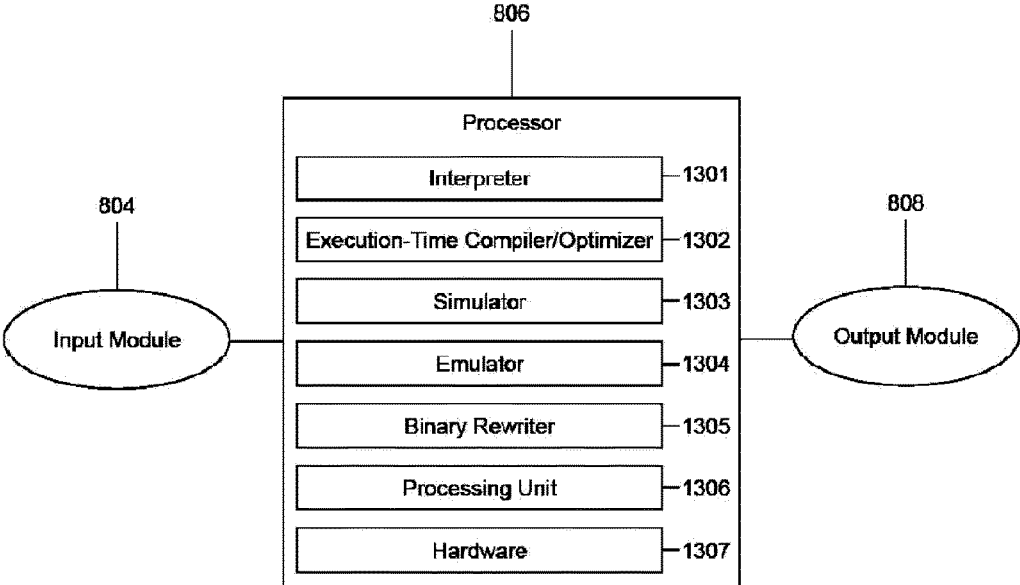 806
Processor
Interpreter 1301
804
808
Execution-Time Compiler/Optimizer 1302
Simulator 1303
Input Module
Output Module
Emulator 1304
Binary Rewriter 1305
Processing Unit 1306
Hardware 1307